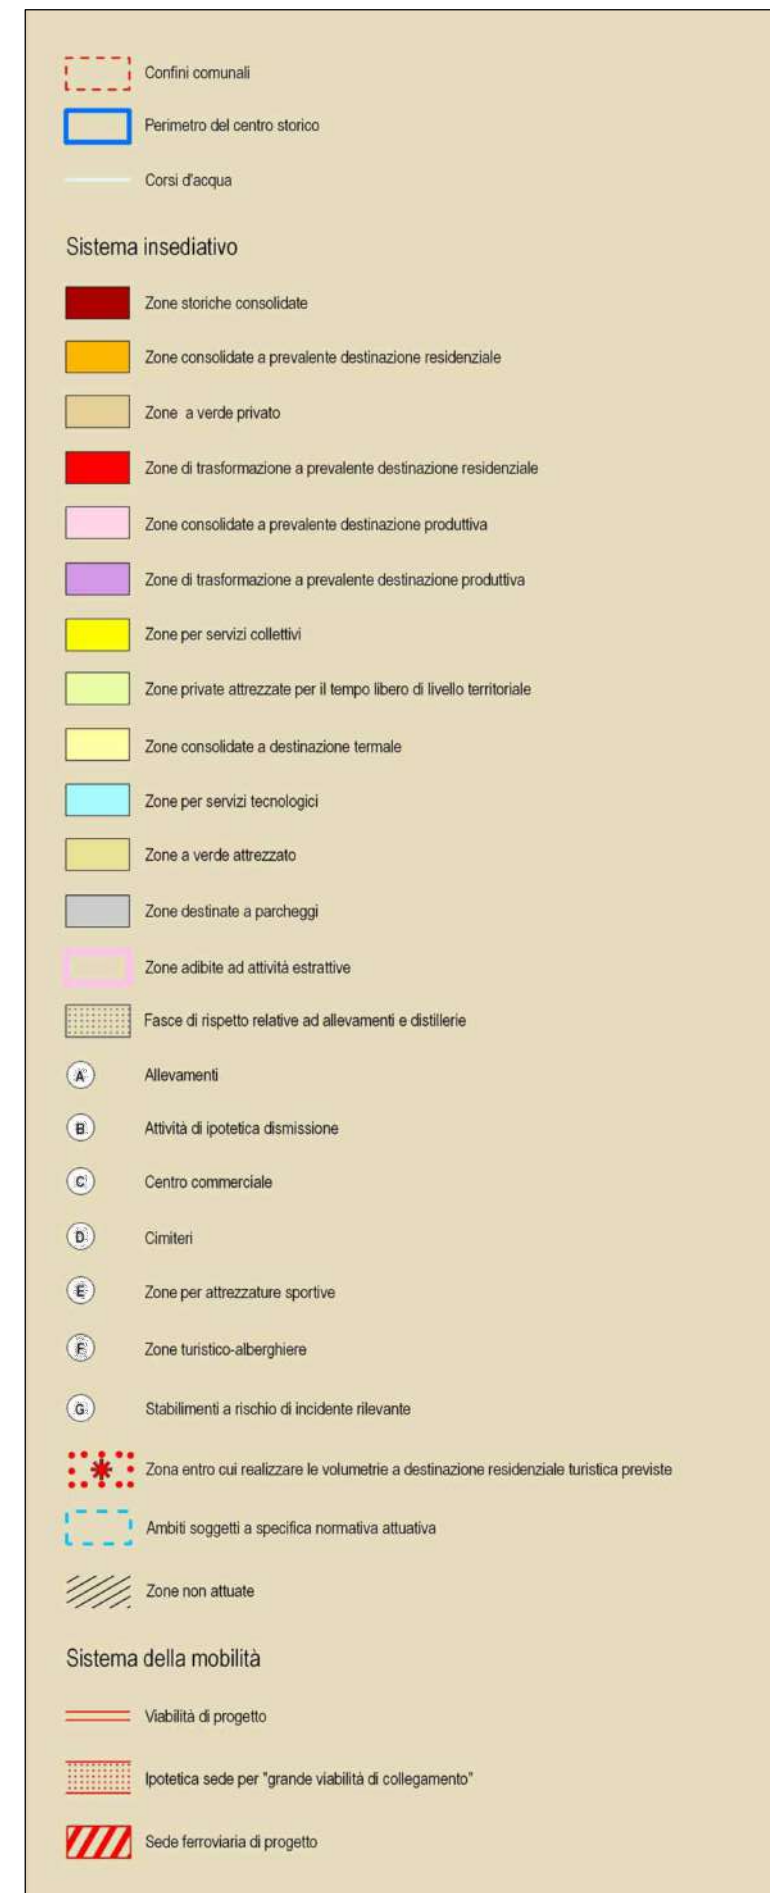 Confini comunali
Perimetro del centro storico
Corsi d'acqua
Sistema insediativo
Zone storiche consolidate
Zone consolidate a prevalente destinazione residenziale
Zone a verde privato
Zone di trasformazione a prevalente destinazione residenziale
Zone consolidate a prevalente destinazione produttiva
Zone di trasformazione a prevalente destinazione produttiva
Zone per servizi collettivi
Zone private attrezzate per il tempo libero di livello territoriale
Zone consolidate a destinazione termale
Zone per servizi tecnologici
Zone a verde attrezzato
Zone destinate a parcheggi
Zone adibite ad attività estrattive
Fasce di rispetto relative ad allevamenti e distillerie
A Allevamenti
B Attività di ipotetica dismissione
C Centro commerciale
D Cimiteri
E Zone per attrezzature sportive
F Zone turistico-alberghiere
G Stabilimenti a rischio di incidente rilevante
Zona entro cui realizzare le volumetrie a destinazione residenziale turistica previste
Ambiti soggetti a specifica normativa attuativa
Zone non attuate
Sistema della mobilità
Viabilità di progetto
Ipotetica sede per "grande viabilità di collegamento"
Sede ferroviaria di progetto